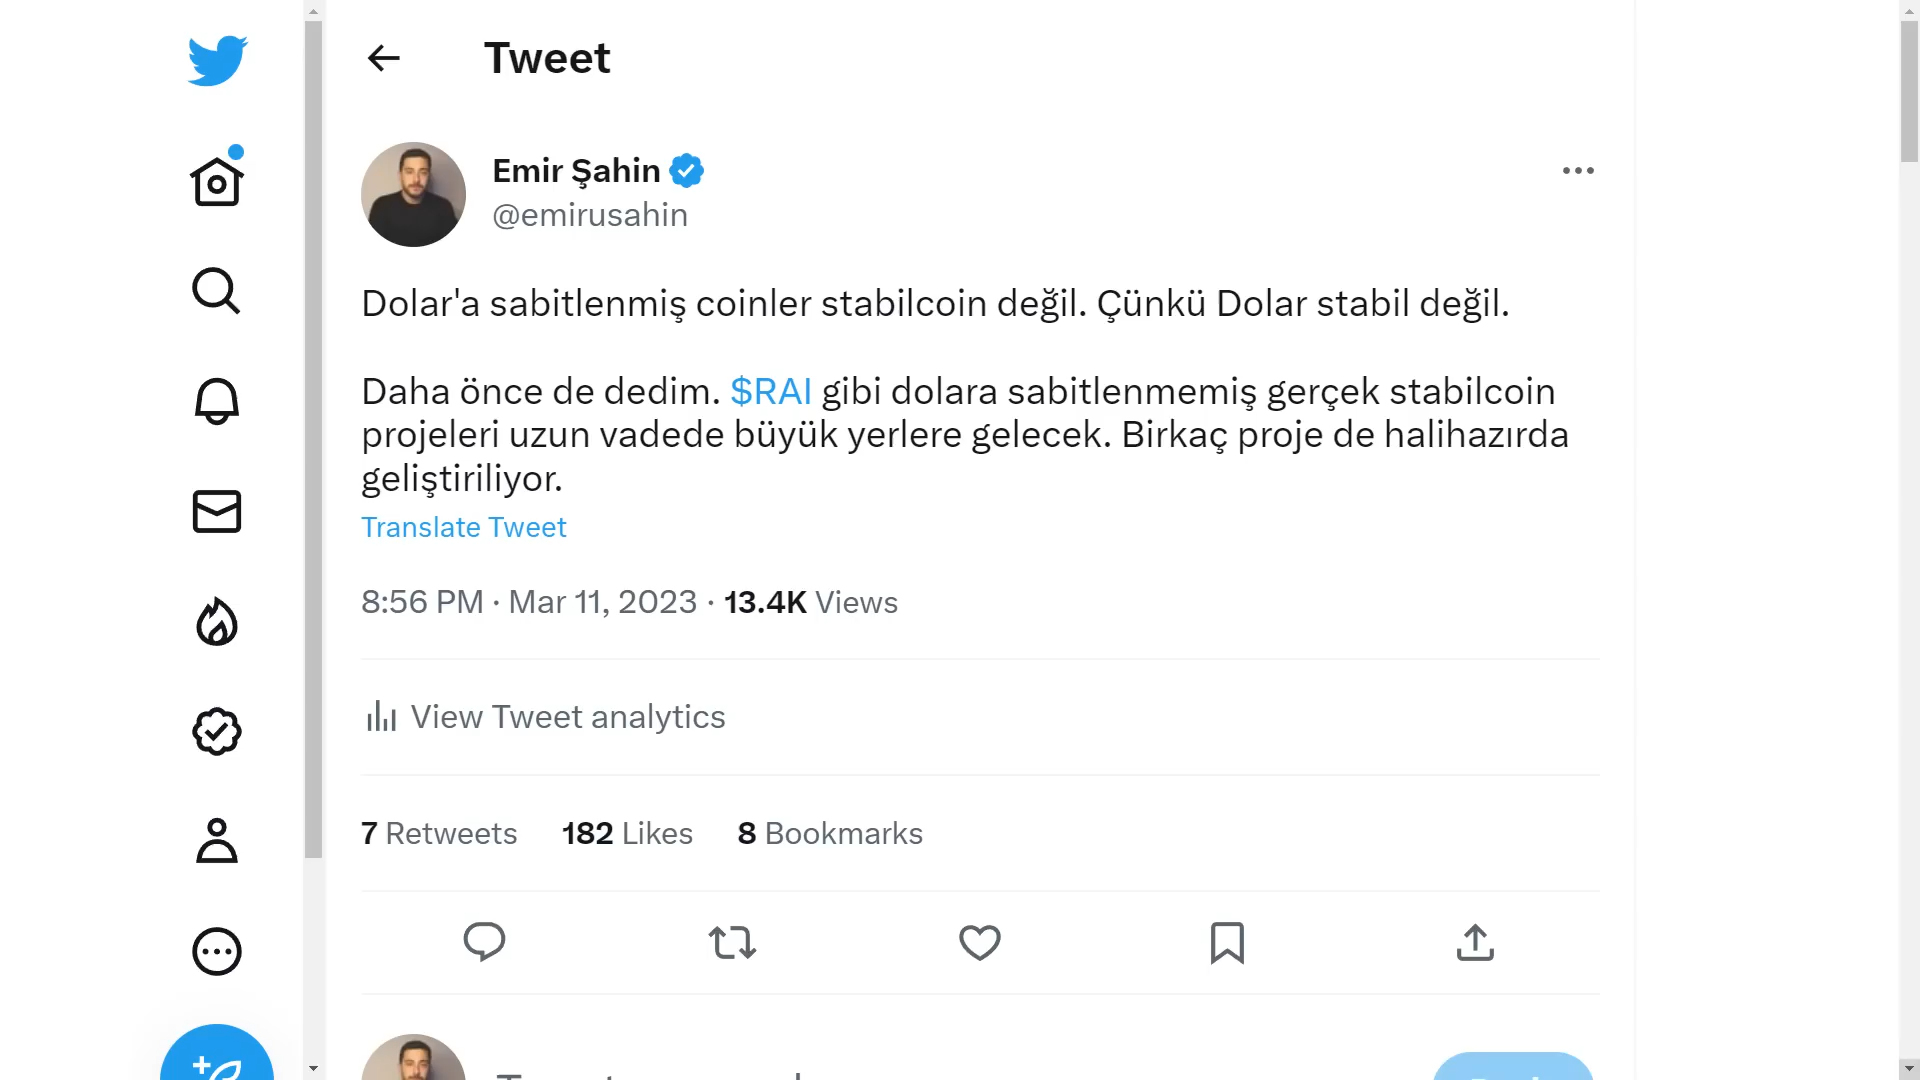 Tweet
Emir Şahin
@emirusahin
Dolar'a sabitlenmiş coinler stabilcoin değil. Çünkü Dolar stabil değil.
Daha önce de dedim. $RAI gibi dolara sabitlenmemiş gerçek stabilcoin
projeleri uzun vadede büyük yerlere gelecek. Birkaç proje de halihazırda
geliştiriliyor.
Translate Tweet
8:56 PM · Mar 11, 2023 · 13.4K Views
View Tweet analytics
7 Retweets 182 Likes 8 Bookmarks